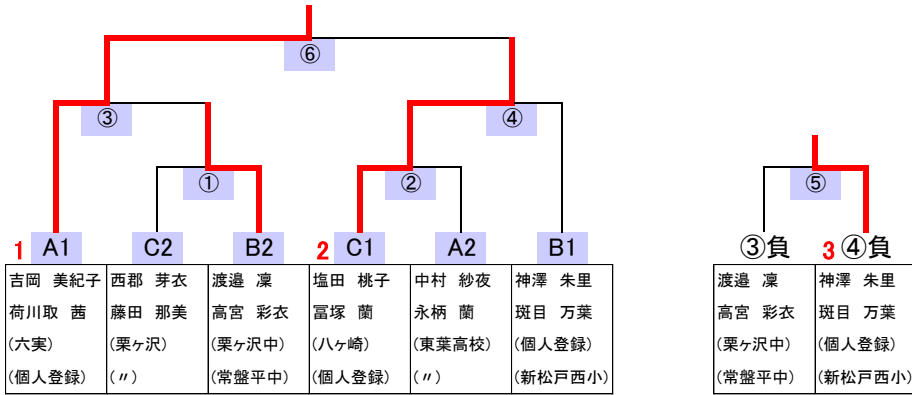 ⑥
③ ④
① ② ⑤
1 A1 C2 B2 2 C1 A2 B1 ③負 3 ④負
吉岡 美紀子 西郡 芽衣 渡邉 凜 塩田 桃子 中村 紗夜 神澤 朱里 渡邉 凜 神澤 朱里
荷川取 茜 藤田 那美 高宮 彩衣 冨塚 蘭 永柄 蘭 斑目 万葉 高宮 彩衣 斑目 万葉
(六実) (栗ヶ沢) (栗ヶ沢中) (八ヶ崎) (東葉高校) (個人登録) (栗ヶ沢中) (個人登録)
(個人登録) (〃) (常盤平中) (個人登録) (〃) (新松戸西小) (常盤平中) (新松戸西小)